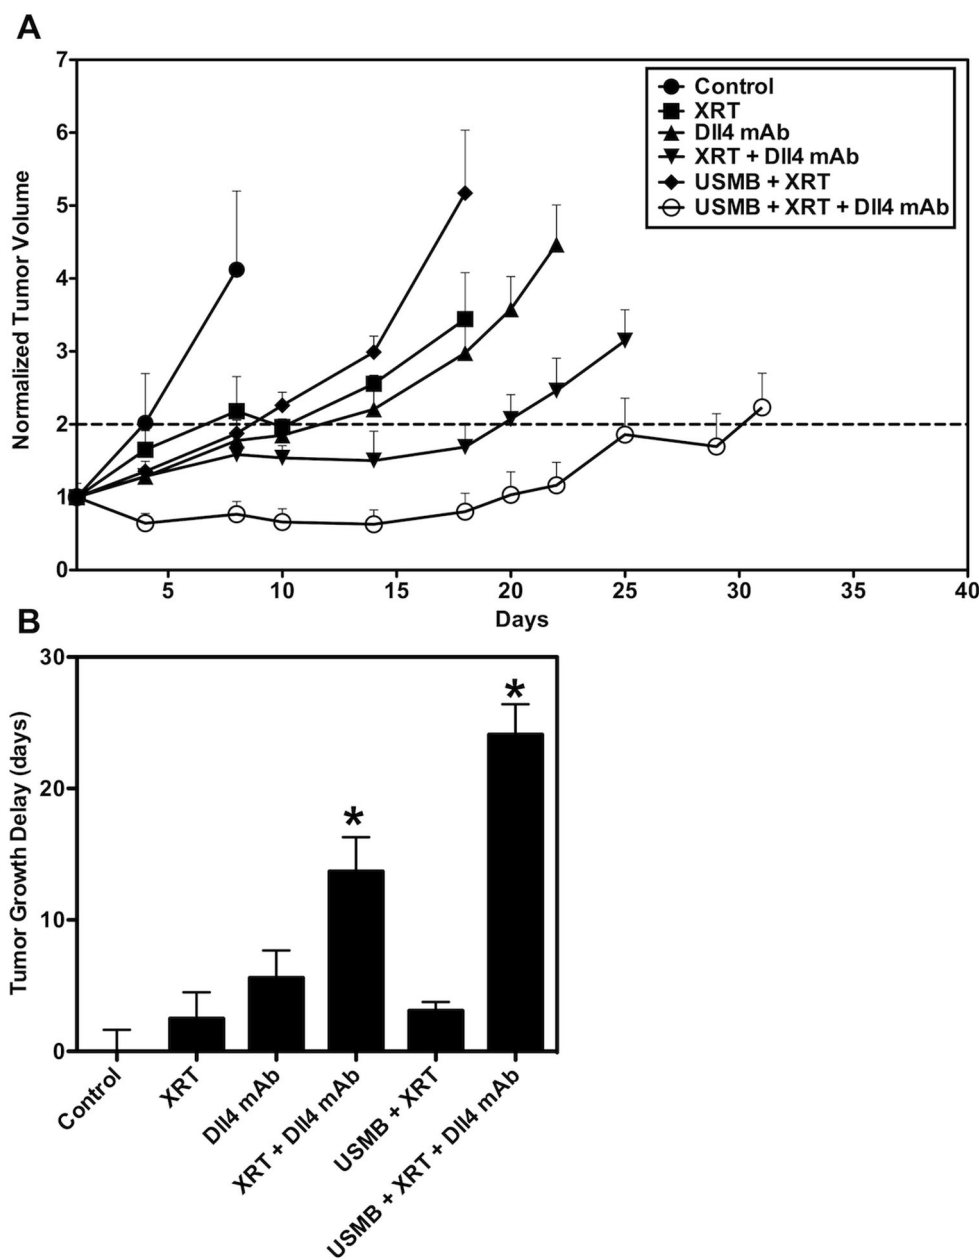 A
7
6
5
4
3
2
1
0
Normalized Tumor Volume
Control
XRT
Dll4 mAb
XRT + Dll4 mAb
USMB + XRT
USMB + XRT + Dll4 mAb
5 10 15 20 25 30 35 40
Days
B
30
20
10
0
Tumor Growth Delay (days)
*
*
Control
XRT
Dll4 mAb
XRT + Dll4 mAb
USMB + XRT
USMB + XRT + Dll4 mAb